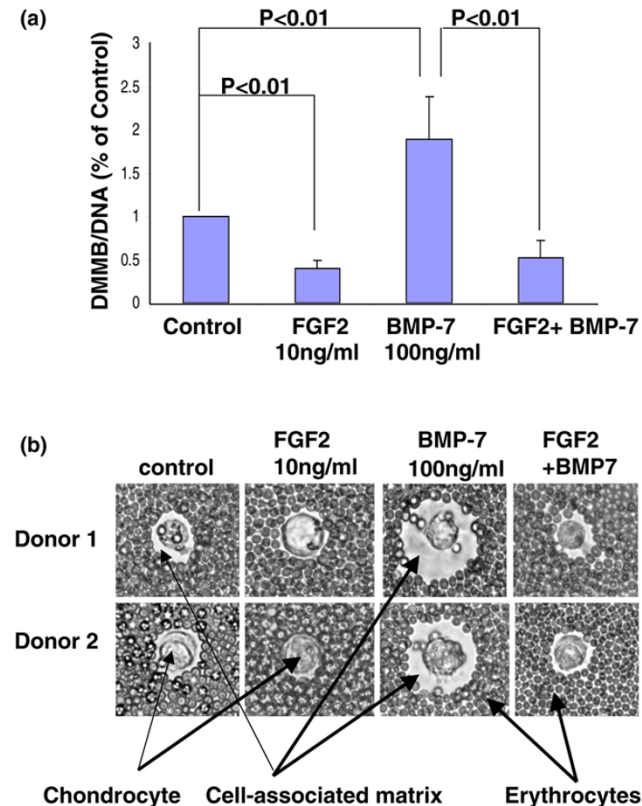 (a)
P<0.01
P<0.01
P<0.01
DMMB/DNA (% of Control)
3
2.5
2
1
0.5
0
Control
FGF2
10ng/ml
BMP-7
100ng/ml
FGF2+ BMP-7
(b)
control
FGF2
10ng/ml
BMP-7
100ng/ml
FGF2
+BMP7
Donor 1
Donor 2
Chondrocyte
Cell-associated matrix
Erythrocytes